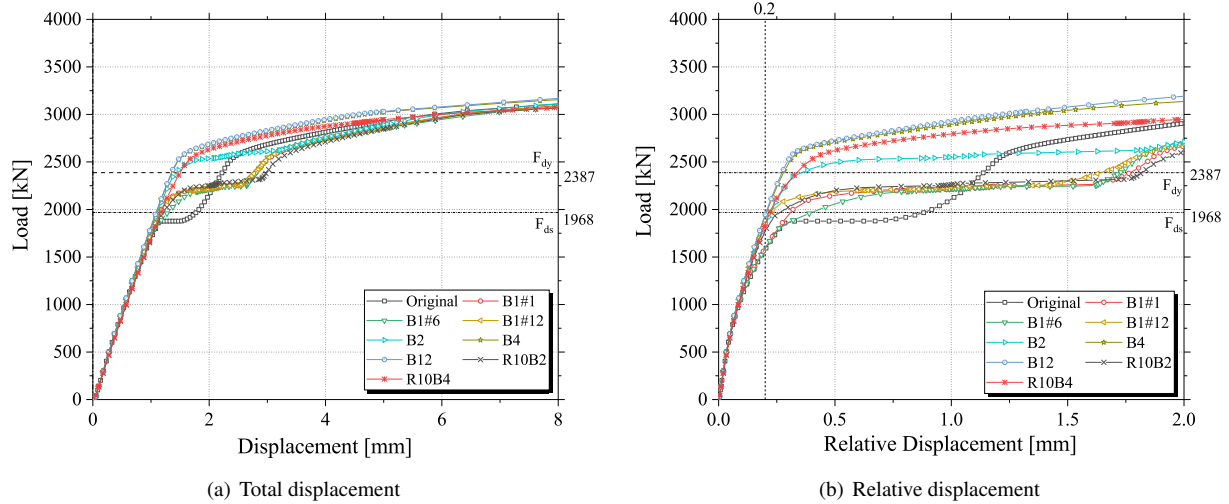 4000
3500
3000
2500
2000
1500
1000
500
0
Load [kN]
F_dy
2387
F_ds
1968
Original
B1#1
B1#6
B1#12
B2
B4
B12
R10B2
R10B4
0
2
4
6
8
Displacement [mm]
(a) Total displacement
0.2
4000
3500
3000
2500
2000
1500
1000
500
0
Load [kN]
2387
F_dy
1968
F_ds
Original
B1#1
B1#6
B1#12
B2
B4
B12
R10B2
R10B4
0.0
0.5
1.0
1.5
2.0
Relative Displacement [mm]
(b) Relative displacement